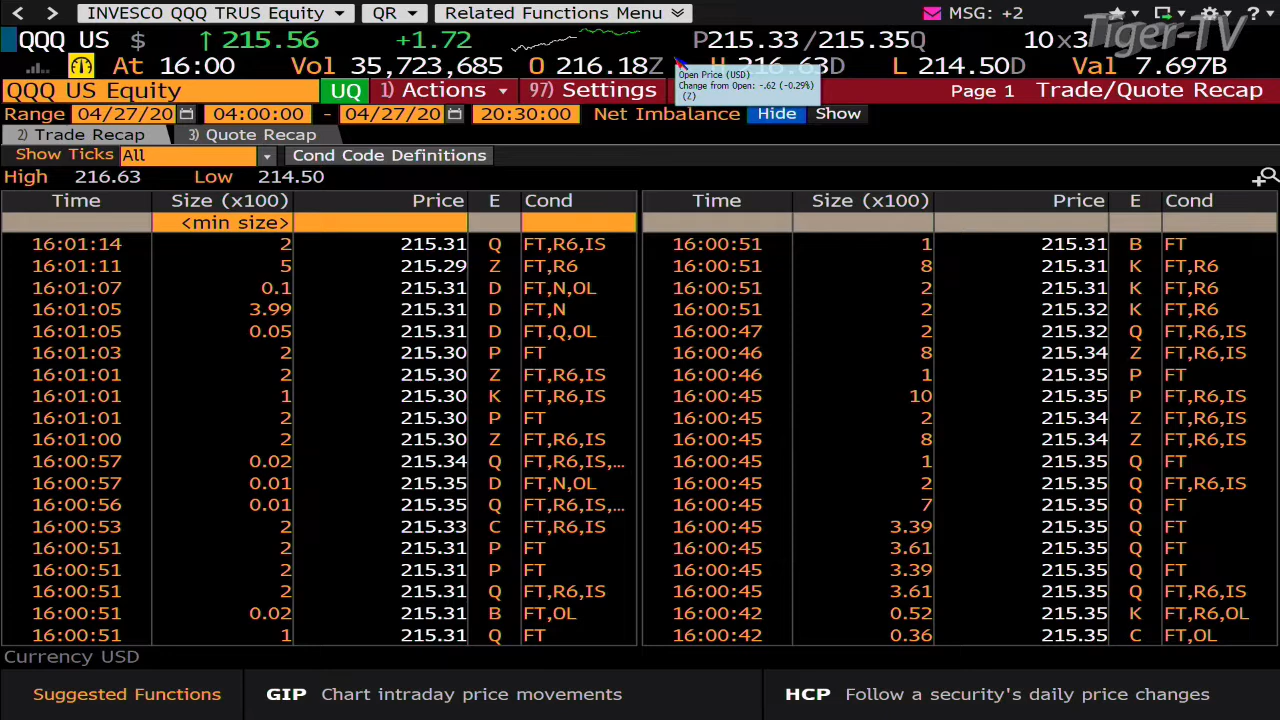 < > INVESCO QQQ TRUS Equity QR Related Functions Menu MSG: +2 ?
Tiger-TV
QQQ US $ ↑ 215.56 +1.72 P215.33/215.35Q 10x3
At 16:00 Vol 35,723,685 O 216.18Z H 216.63D L 214.50D Val 7.697B
Open Price (USD)
Change from Open: -.62 (-0.29%)
(Z)
QQQ US Equity UQ 1) Actions 97) Settings Page 1 Trade/Quote Recap
Range 04/27/20 04:00:00 - 04/27/20 20:30:00 Net Imbalance Hide Show
2) Trade Recap 3) Quote Recap
Show Ticks All Cond Code Definitions
High 216.63 Low 214.50
Time Size (x100) Price E Cond Time Size (x100) Price E Cond
<min size>
16:01:14 2 215.31 Q FT,R6,IS 16:00:51 1 215.31 B FT
16:01:11 5 215.29 Z FT,R6 16:00:51 8 215.31 K FT,R6
16:01:07 0.1 215.31 D FT,N,OL 16:00:51 2 215.31 K FT,R6
16:01:05 3.99 215.31 D FT,N 16:00:51 2 215.32 K FT,R6
16:01:05 0.05 215.31 D FT,Q,OL 16:00:47 2 215.32 Q FT,R6,IS
16:01:03 2 215.30 P FT 16:00:46 8 215.34 Z FT,R6,IS
16:01:01 2 215.30 Z FT,R6,IS 16:00:46 1 215.35 P FT
16:01:01 1 215.30 K FT,R6,IS 16:00:45 10 215.35 P FT,R6,IS
16:01:01 2 215.30 P FT 16:00:45 2 215.34 Z FT,R6,IS
16:01:00 2 215.30 Z FT,R6,IS 16:00:45 8 215.34 Z FT,R6,IS
16:00:57 0.02 215.34 Q FT,R6,IS,... 16:00:45 1 215.35 Q FT
16:00:57 0.01 215.35 D FT,N,OL 16:00:45 2 215.35 Q FT,R6,IS
16:00:56 0.01 215.35 Q FT,R6,IS,... 16:00:45 7 215.35 Q FT
16:00:53 2 215.33 C FT,R6,IS 16:00:45 3.39 215.35 Q FT
16:00:51 2 215.31 P FT 16:00:45 3.61 215.35 Q FT
16:00:51 2 215.31 P FT 16:00:45 3.39 215.35 Q FT
16:00:51 2 215.31 Q FT,R6,IS 16:00:45 3.61 215.35 Q FT,R6,IS
16:00:51 0.02 215.31 B FT,OL 16:00:42 0.52 215.35 K FT,R6,OL
16:00:51 1 215.31 Q FT 16:00:42 0.36 215.35 C FT,OL
Currency USD
Suggested Functions GIP Chart intraday price movements HCP Follow a security's daily price changes